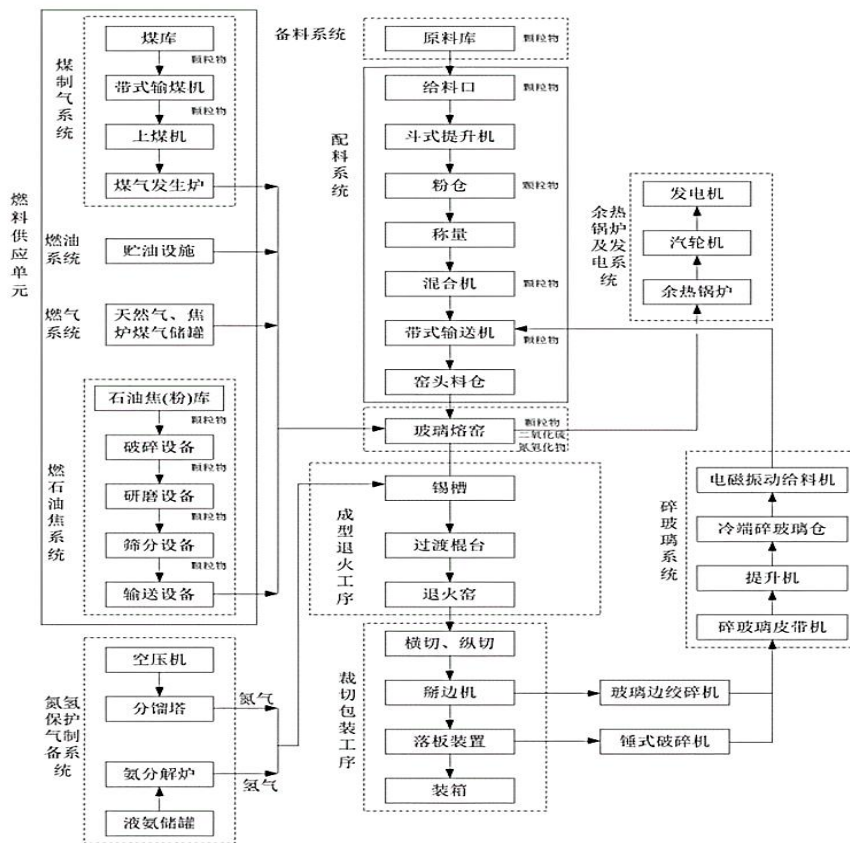 燃料供应单元
煤制气系统
煤库
颗粒物
带式输煤机
颗粒物
上煤机
煤气发生炉
燃油
系统
贮油设施
燃气
系统
天然气、焦
炉煤气储罐
燃石油焦系统
石油焦(粉)库
颗粒物
破碎设备
颗粒物
研磨设备
颗粒物
筛分设备
颗粒物
输送设备
氮氢
保护
气制
备系
统
空压机
分馏塔
氮气
氨分解炉
氢气
液氨储罐
备料系统
原料库
颗粒物
配料系统
给料口
颗粒物
斗式提升机
粉仓
颗粒物
称量
混合机
颗粒物
带式输送机
颗粒物
窑头料仓
玻璃熔窑
颗粒物
二氧化硫
氮氧化物
成型退火工序
锡槽
过渡棍台
退火窑
裁切包装工序
横切、纵切
掰边机
落板装置
装箱
玻璃边绞碎机
锤式破碎机
余热
锅炉
及发
电系
统
发电机
汽轮机
余热锅炉
碎玻璃系统
电磁振动给料机
冷端碎玻璃仓
提升机
碎玻璃皮带机